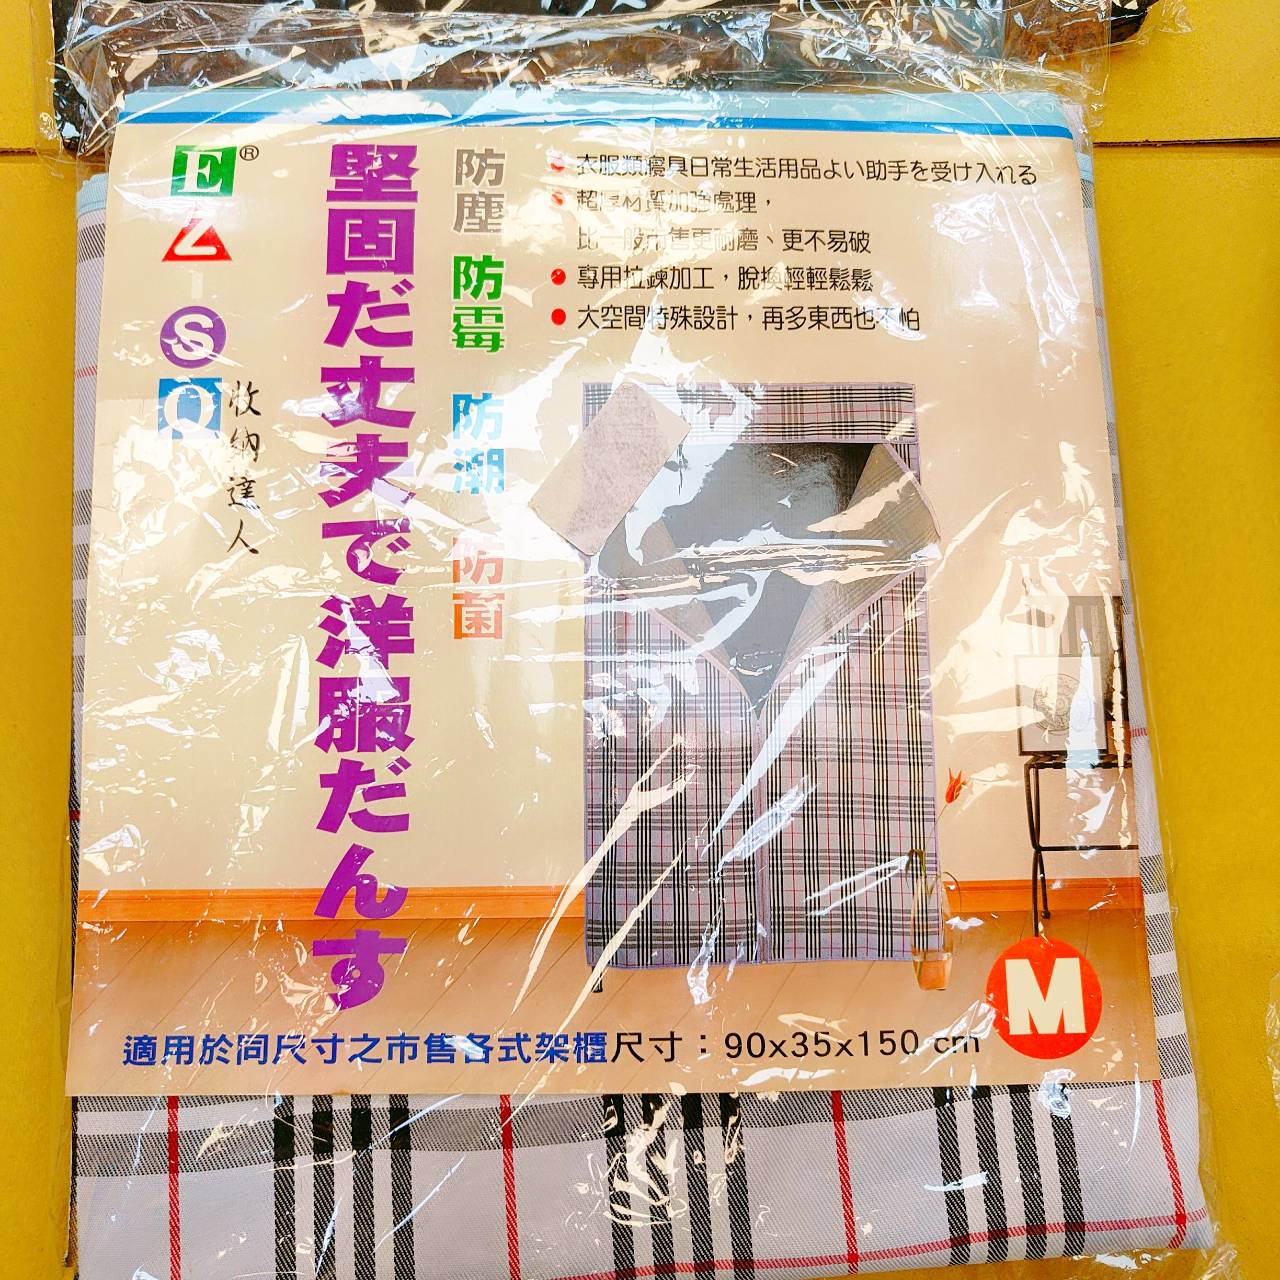 E®
Z
S
Q
收納達人
堅固だ丈夫で洋服だんす
防塵
防霉
防潮
防菌
衣服類寢具日常生活用品よい助手を受け入れる
超厚材質加強處理，
比一般市售更耐磨、更不易破
專用拉鍊加工，脫換輕輕鬆鬆
大空間特殊設計，再多東西也不怕
M
適用於同尺寸之市售各式架櫃尺寸：90x35x150 cm